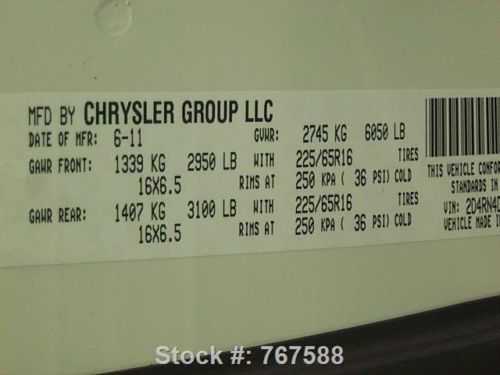 MFD BY CHRYSLER GROUP LLC
DATE OF MFR: 6-11 GVWR: 2745 KG 6050 LB
GAWR FRONT: 1339 KG 2950 LB WITH 225/65R16 TIRES
16X6.5 RIMS AT 250 KPA ( 36 PSI) COLD
GAWR REAR: 1407 KG 3100 LB WITH 225/65R16 TIRES
16X6.5 RIMS AT 250 KPA ( 36 PSI) COLD
THIS VEHICLE CONFOR
STANDARDS IN
VIN: 2D4RN4D
VEHICLE MADE I
Stock #: 767588